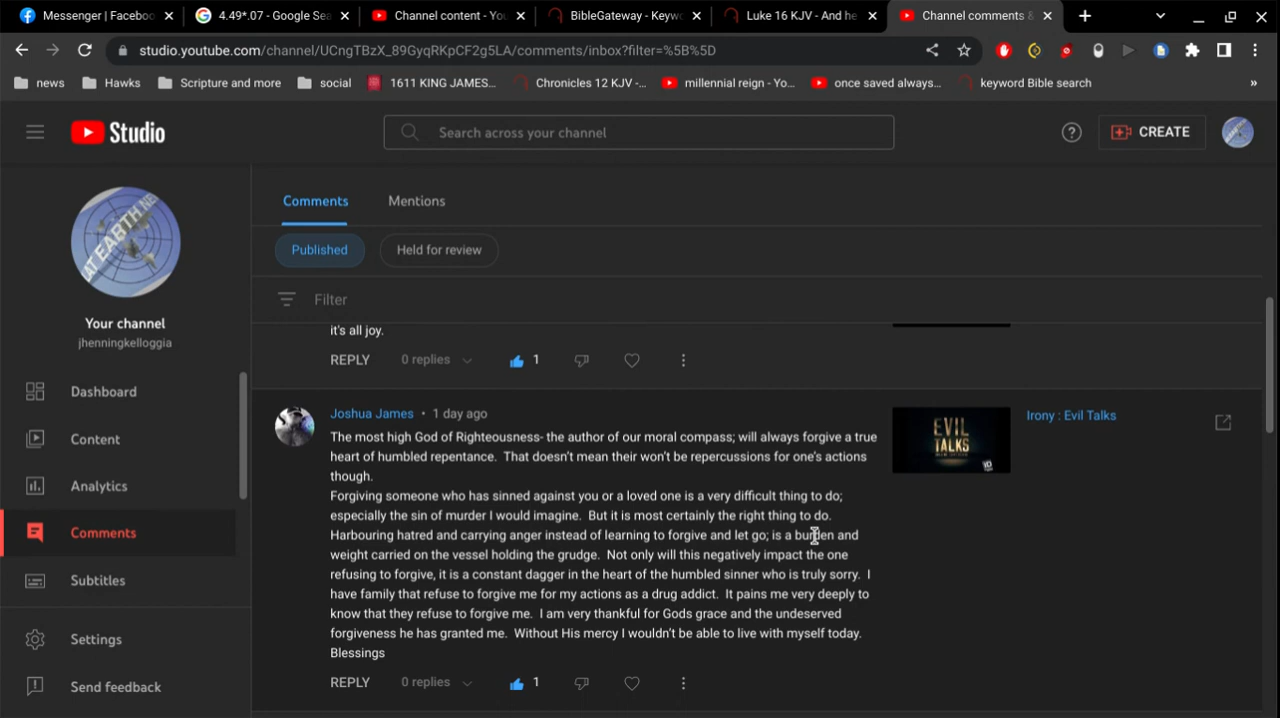 Messenger | Faceboo
4.49*.07 - Google Sea
Channel content - You
BibleGateway - Keywo
Luke 16 KJV - And he
Channel comments &
studio.youtube.com/channel/UCngTBzX_89GyqRKpCF2g5LA/comments/inbox?filter=%5B%5D
news
Hawks
Scripture and more
social
1611 KING JAMES...
Chronicles 12 KJV -...
millennial reign - Yo...
once saved always...
keyword Bible search
»
Studio
Search across your channel
CREATE
AT EARTH NE
Your channel
jhenningkelloggia
Dashboard
Content
Analytics
Comments
Subtitles
Settings
Send feedback
Comments
Mentions
Published
Held for review
Filter
it's all joy.
REPLY 0 replies 1
Joshua James • 1 day ago
The most high God of Righteousness- the author of our moral compass; will always forgive a true
heart of humbled repentance. That doesn't mean their won't be repercussions for one's actions
though.
Forgiving someone who has sinned against you or a loved one is a very difficult thing to do;
especially the sin of murder I would imagine. But it is most certainly the right thing to do.
Harbouring hatred and carrying anger instead of learning to forgive and let go; is a burden and
weight carried on the vessel holding the grudge. Not only will this negatively impact the one
refusing to forgive, it is a constant dagger in the heart of the humbled sinner who is truly sorry. I
have family that refuse to forgive me for my actions as a drug addict. It pains me very deeply to
know that they refuse to forgive me. I am very thankful for Gods grace and the undeserved
forgiveness he has granted me. Without His mercy I wouldn't be able to live with myself today.
Blessings
REPLY 0 replies 1
EVIL
TALKS
ID
Irony : Evil Talks